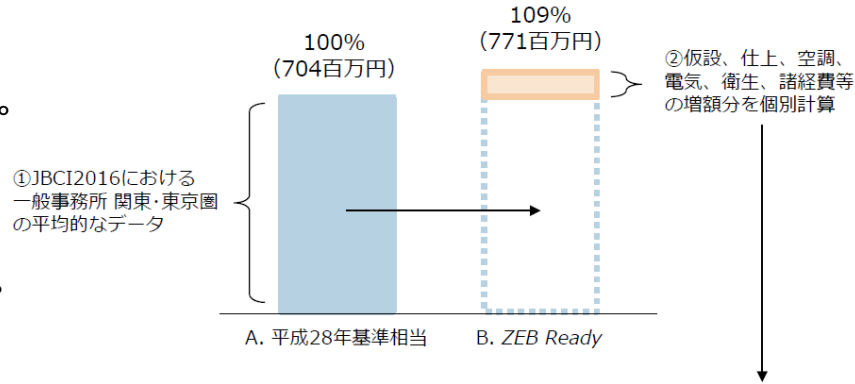 100%
(704百万円)
109%
(771百万円)
②仮設、仕上、空調、
電気、衛生、諸経費等
の増額分を個別計算
。
①JBCI2016における
一般事務所 関東・東京圏
の平均的なデータ
A. 平成28年基準相当
B. ZEB Ready